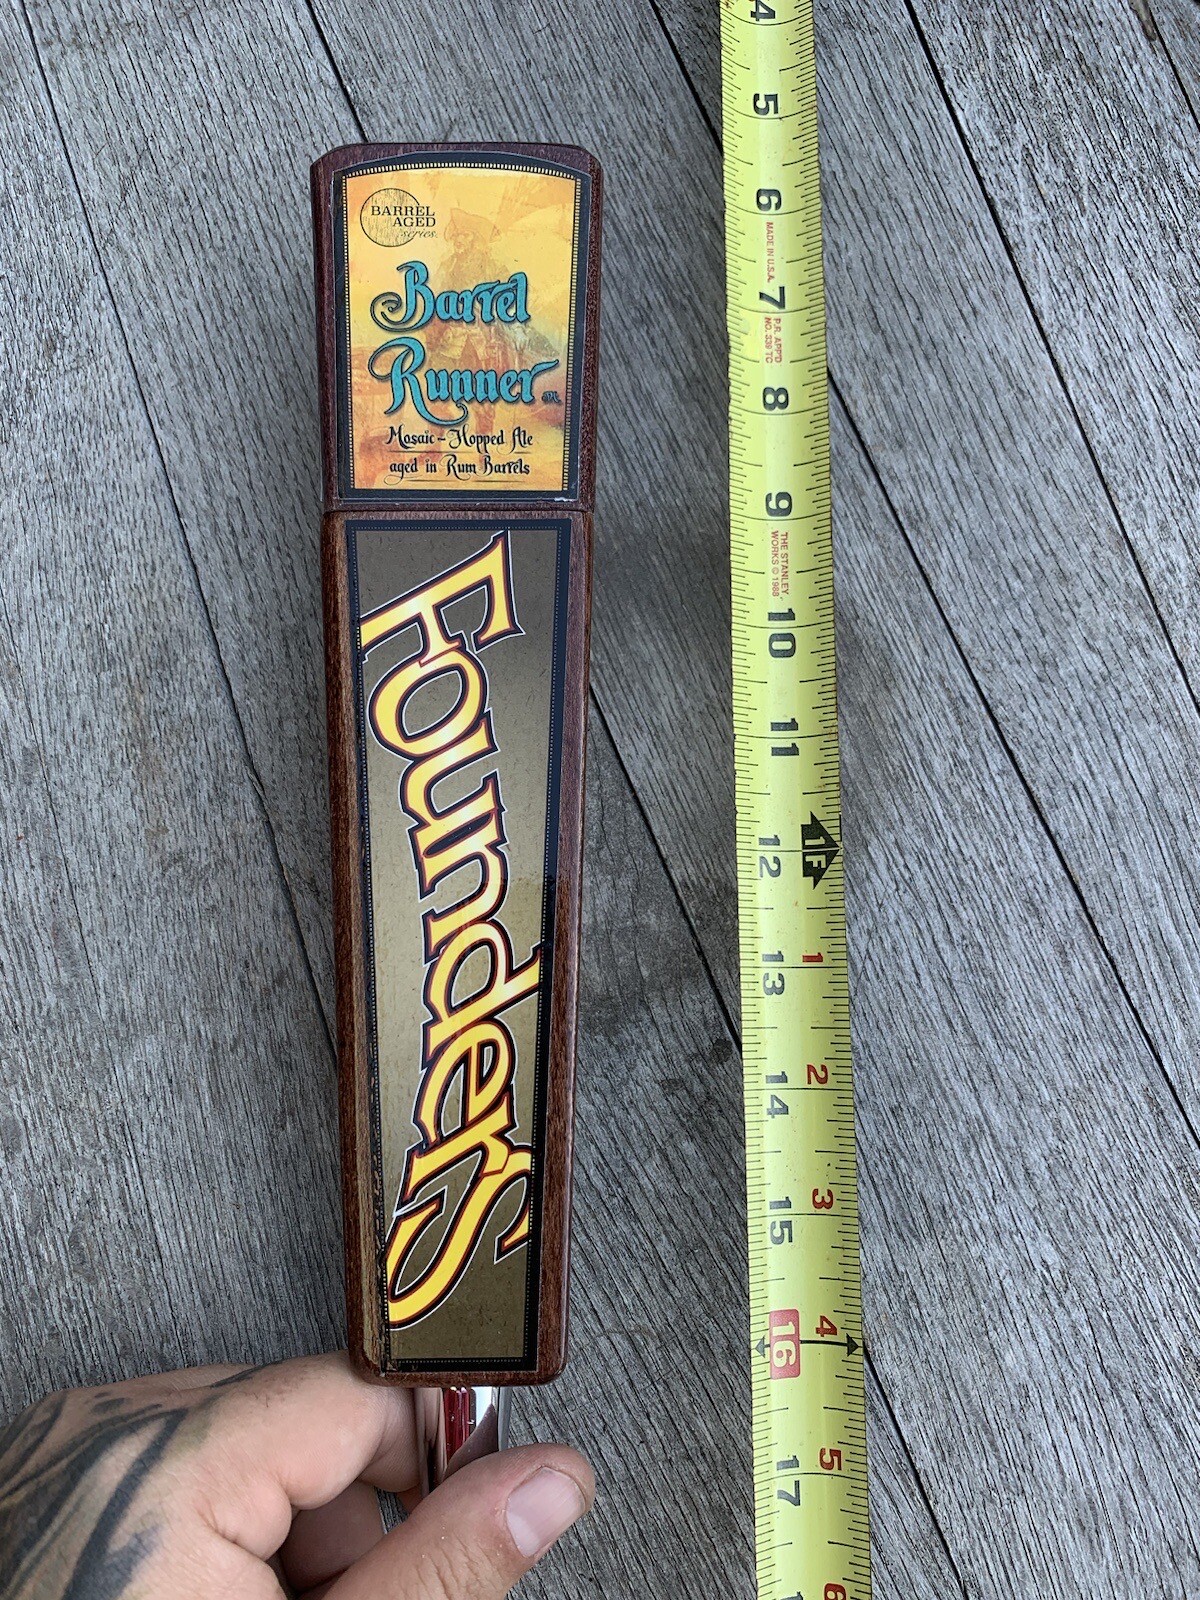 BARREL
AGED
series
Barrel
Runner
Mosaic~Hopped Ale
aged in Rum Barrels
Founders
4
5
6
MADE IN U.S.A.
7
P.R. APP'D
NO. 339 TC
8
9
THE STANLEY
WORKS © 1988
10
11
12
1F
13
1
14
2
15
3
16
4
17
5
6